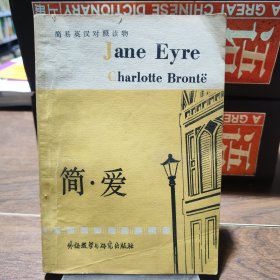 A GREAT CHINESE DICTIONARY
简易英汉对照读物
Jane Eyre
Charlotte Brontë
简·爱
外语教学与研究出版社